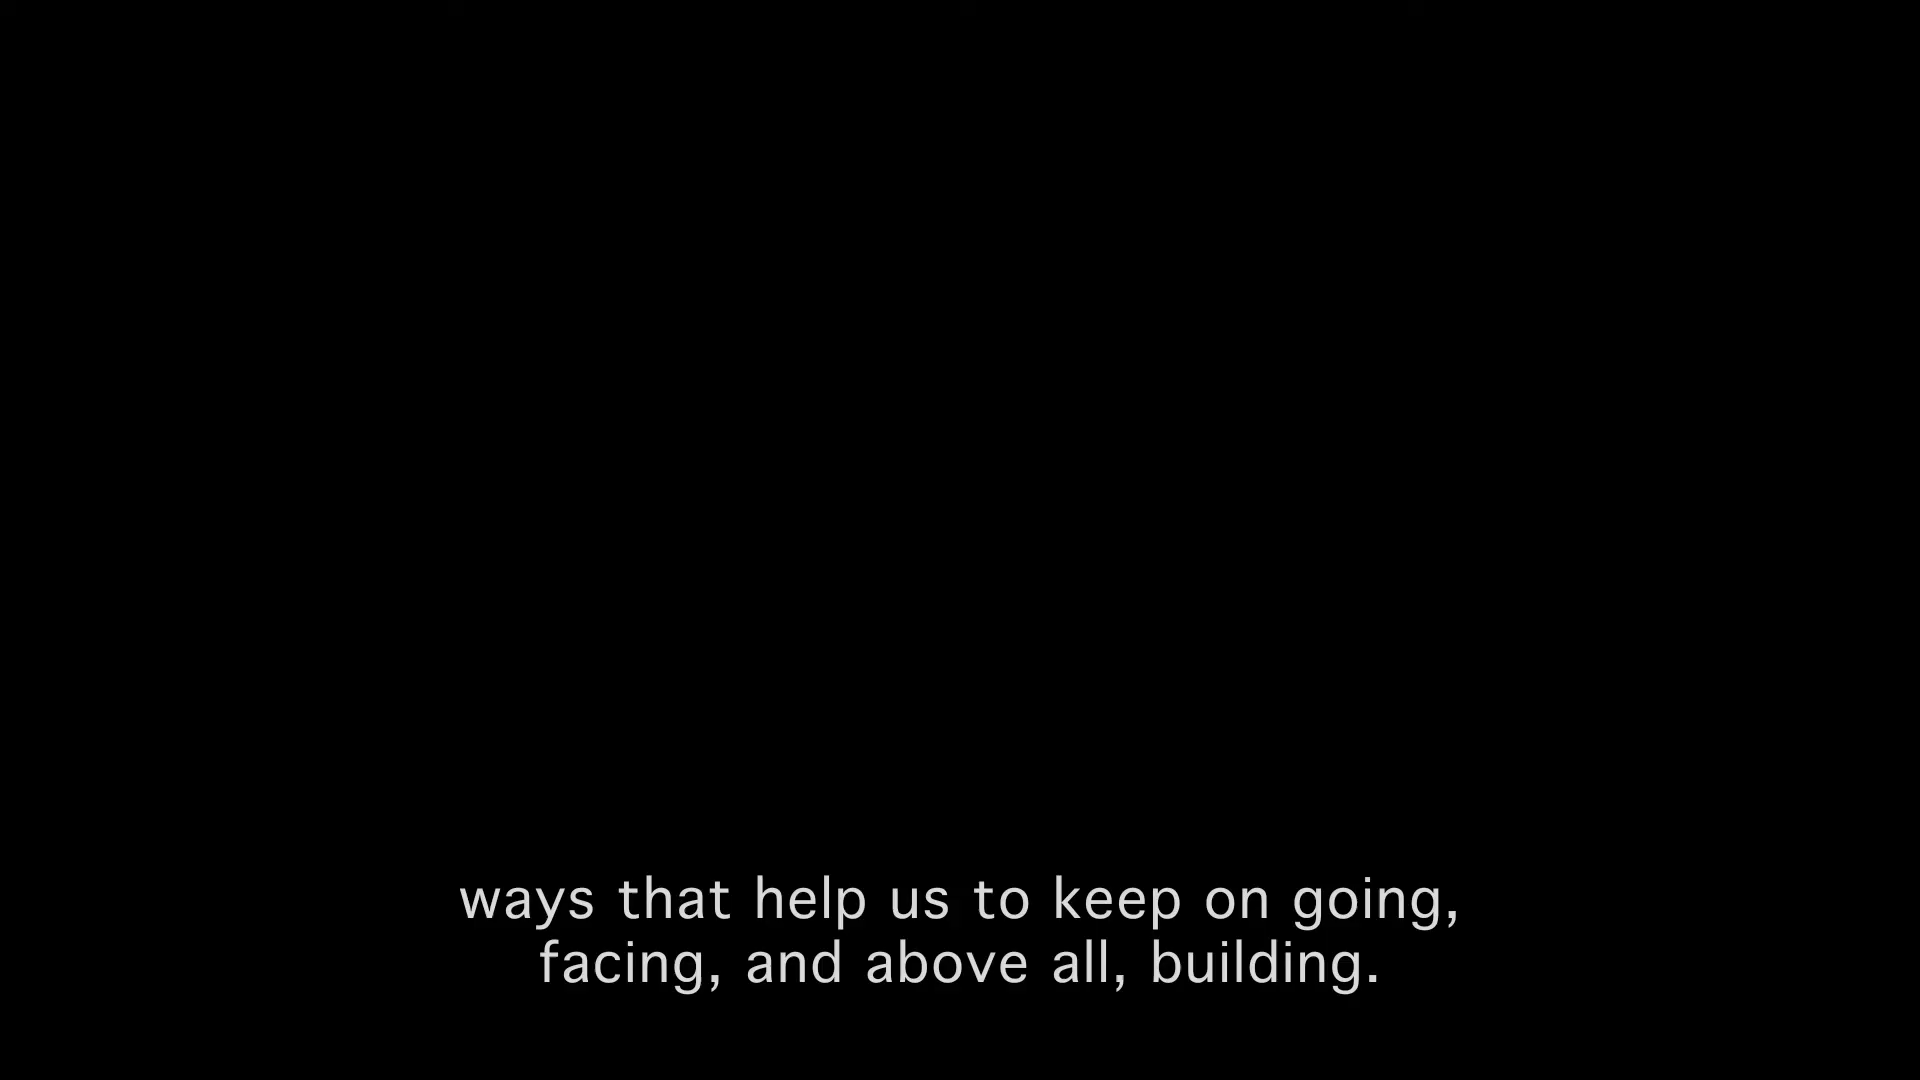 ways that help us to keep on going,
facing, and above all, building.